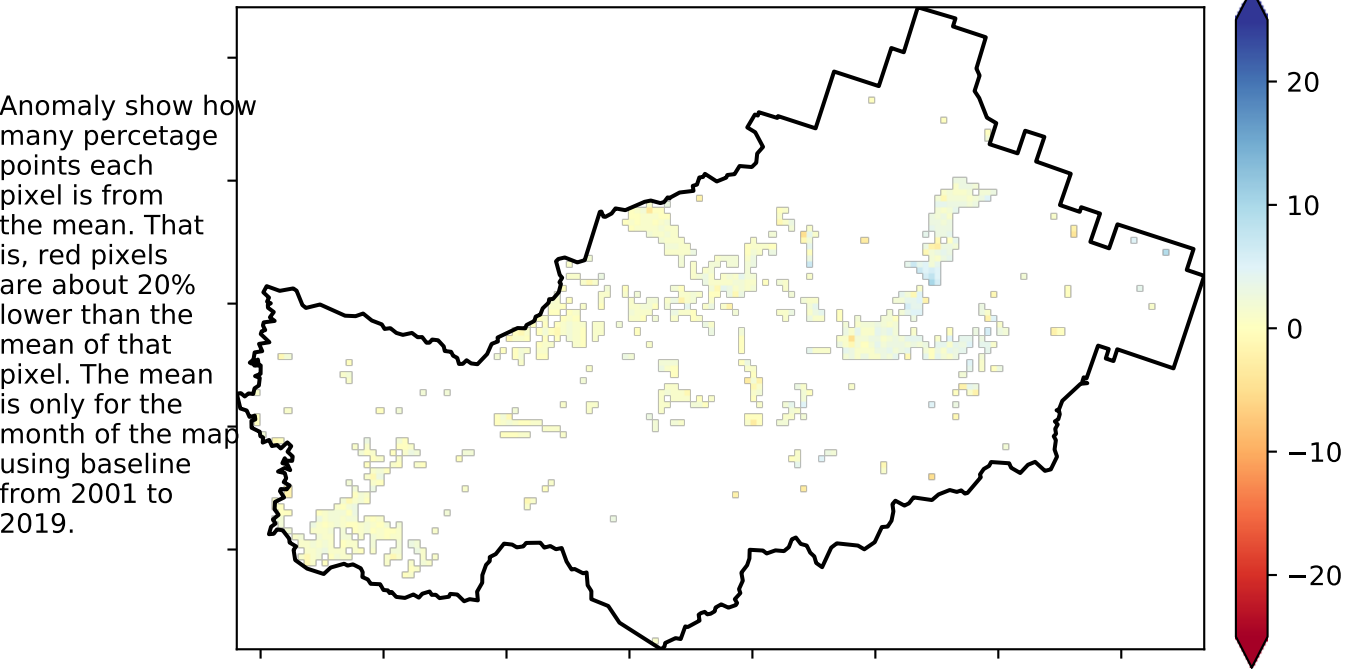 Anomaly show how
many percetage
points each
pixel is from
the mean. That
is, red pixels
are about 20%
lower than the
mean of that
pixel. The mean
is only for the
month of the map
using baseline
from 2001 to
2019.
20
10
0
−10
−20